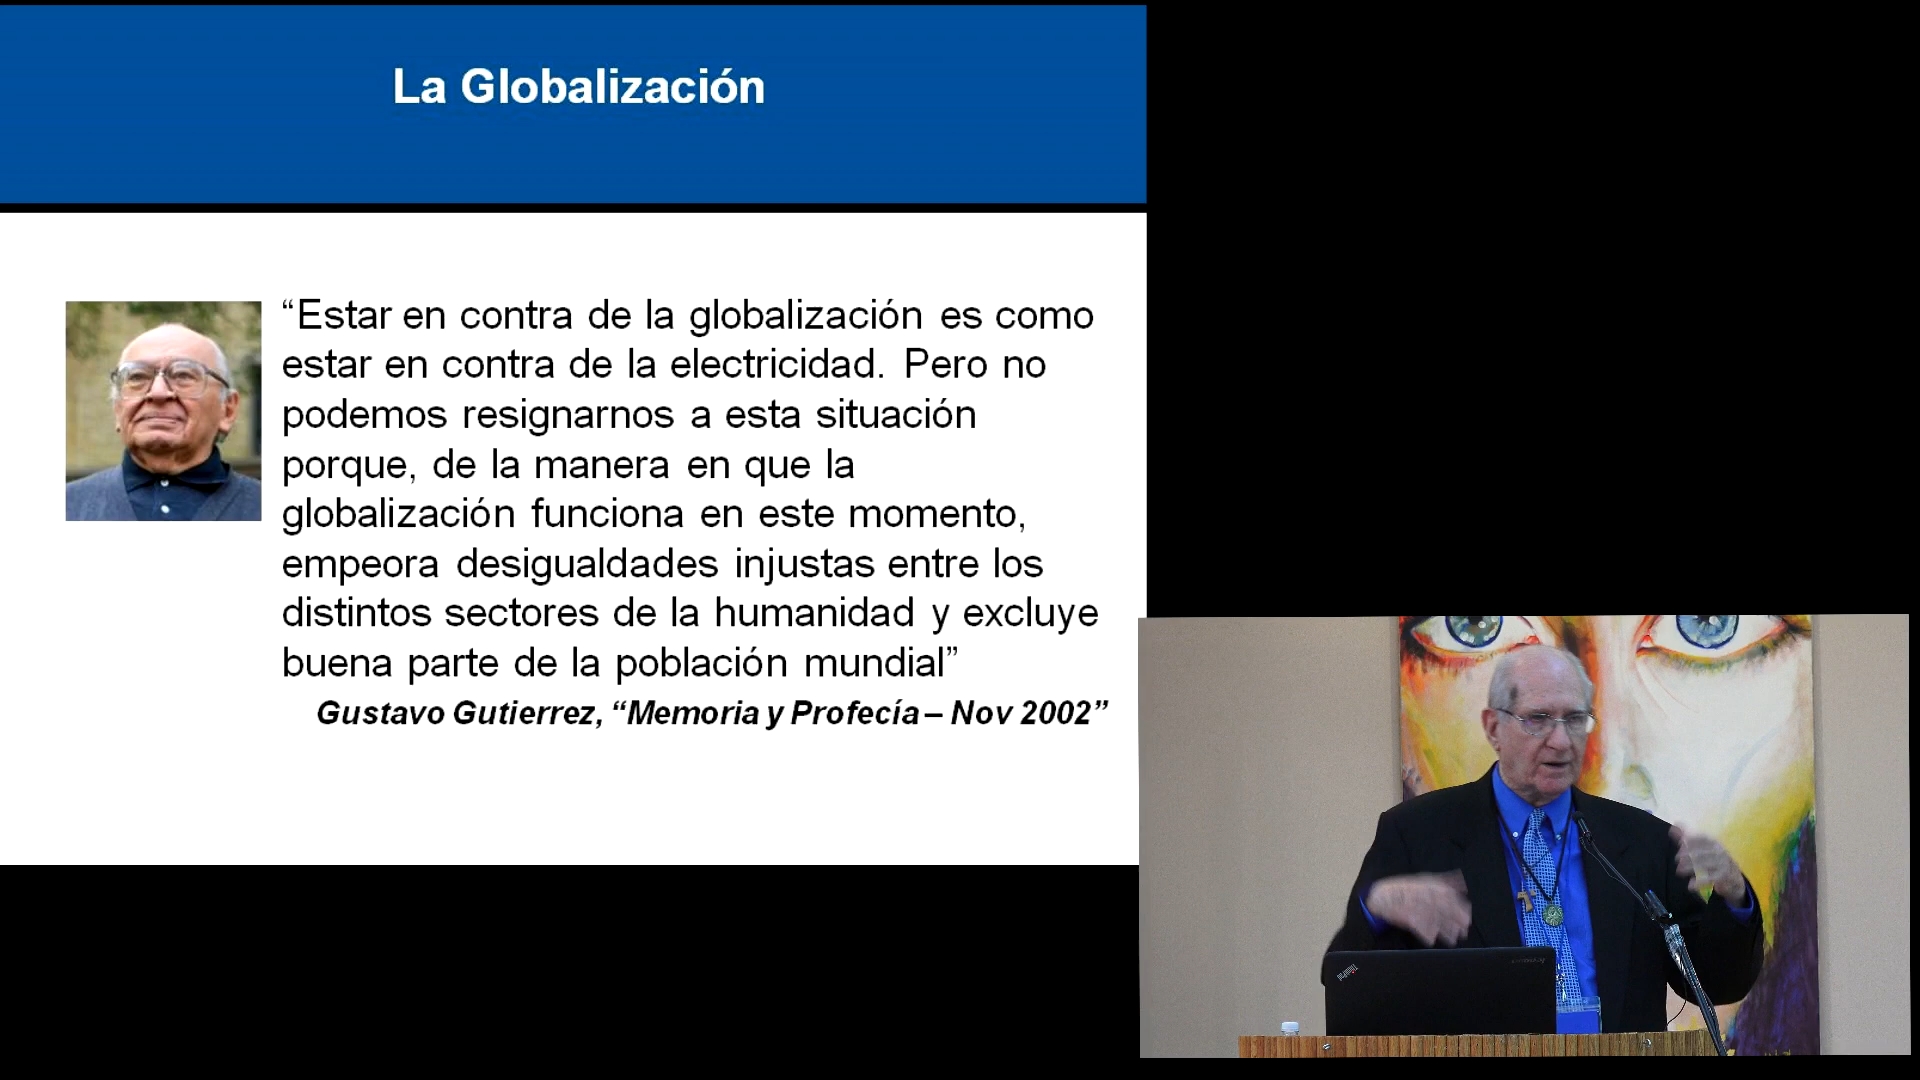 La Globalización
“Estar en contra de la globalización es como
estar en contra de la electricidad. Pero no
podemos resignarnos a esta situación
porque, de la manera en que la
globalización funciona en este momento,
empeora desigualdades injustas entre los
distintos sectores de la humanidad y excluye
buena parte de la población mundial”
Gustavo Gutierrez, “Memoria y Profecía – Nov 2002”
ThinkPad